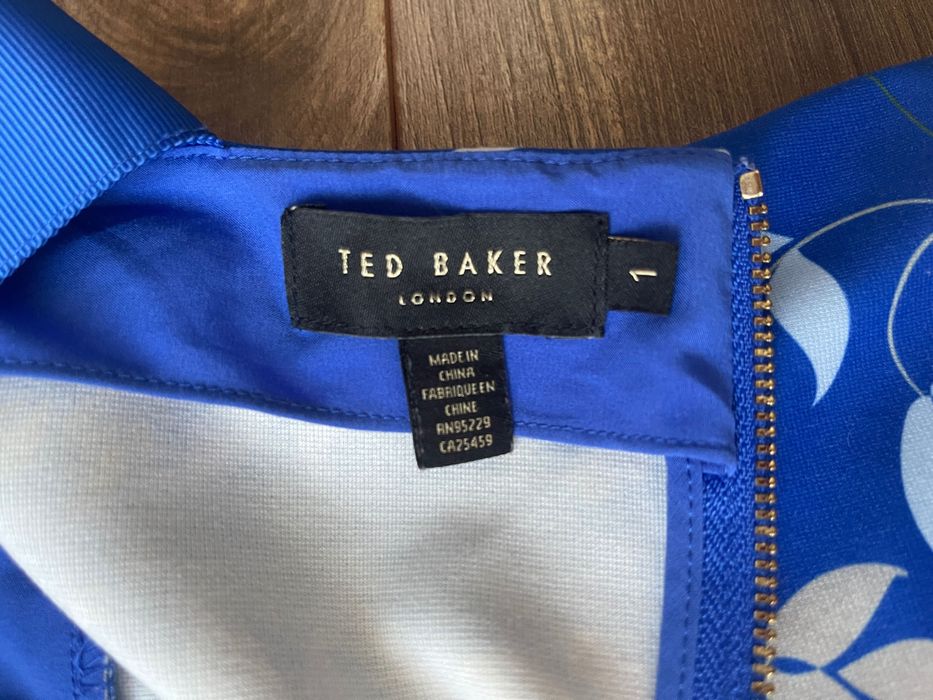 TED BAKER
LONDON
1
MADE IN
CHINA
FABRIQUE EN
CHINE
RN95229
CA25459